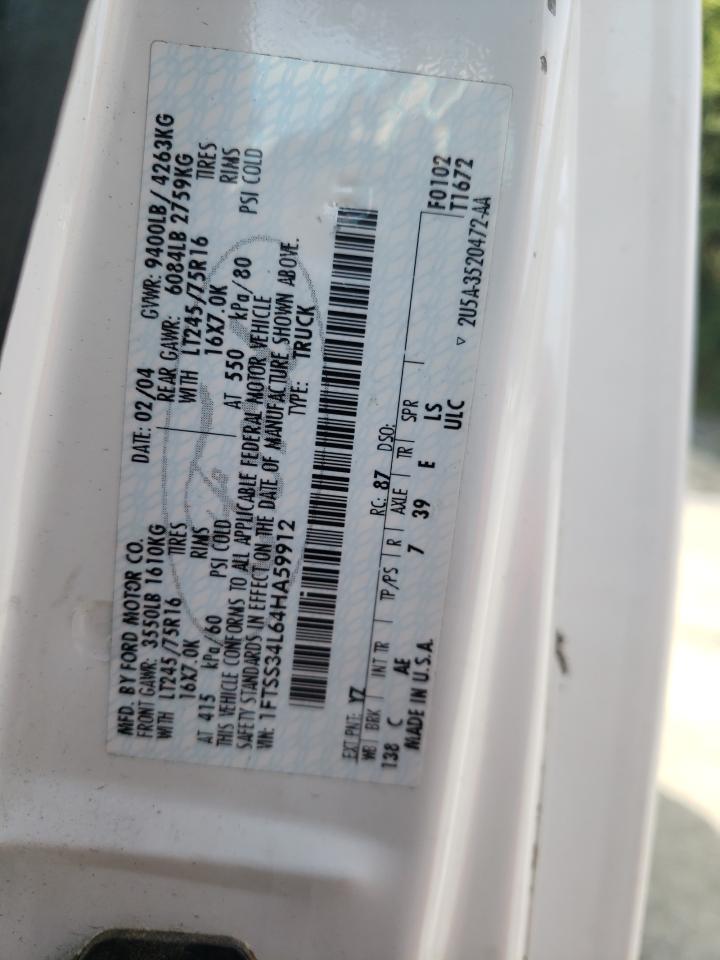 MFD. BY FORD MOTOR CO.
DATE: 02/04 GVWR: 9400LB/ 4263KG
FRONT GAWR: 3550LB 1610KG REAR GAWR: 6084LB 2759KG
WITH LT245/75R16 TIRES WITH LT245/75R16 TIRES
16X7.0K RIMS 16X7.0K RIMS
AT 415 kPa/60 PSI COLD AT 550 kPa/80 PSI COLD
THIS VEHICLE CONFORMS TO ALL APPLICABLE FEDERAL MOTOR VEHICLE
SAFETY STANDARDS IN EFFECT ON THE DATE OF MANUFACTURE SHOWN ABOVE.
VIN: 1FTSS34L64HA59912 TYPE: TRUCK
F0102
T1672
EXT PNT: YZ RC: 87 DSO:
WB BRK INT TR TP/PS R AXLE TR SPR
138 C AE 7 39 E LS
MADE IN U.S.A. ULC
▽ 2U5A-3520472-AA